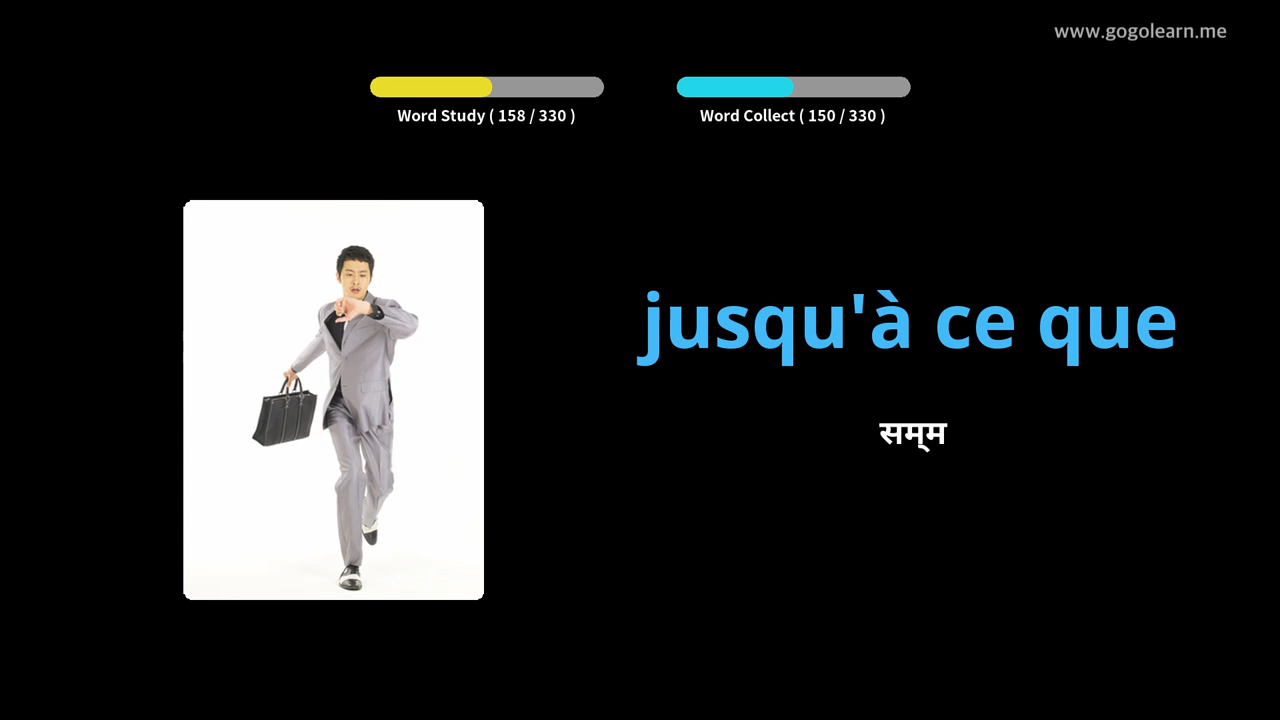 www.gogolearn.me
Word Study ( 158 / 330 )
Word Collect ( 150 / 330 )
jusqu'à ce que
सम्म